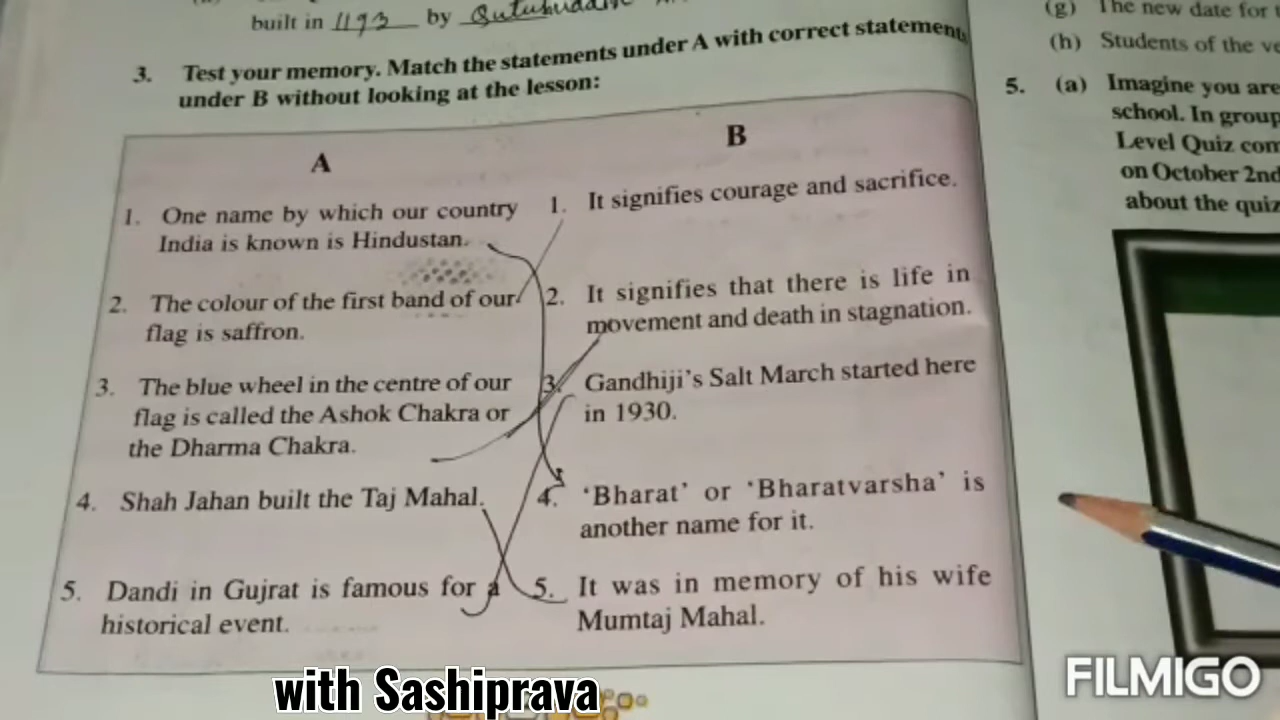 built in 1193 by Qutubuddin
3. Test your memory. Match the statements under A with correct statements
under B without looking at the lesson:
A
B
1. One name by which our country
India is known is Hindustan.
2. The colour of the first band of our
flag is saffron.
3. The blue wheel in the centre of our
flag is called the Ashok Chakra or
the Dharma Chakra.
4. Shah Jahan built the Taj Mahal.
5. Dandi in Gujrat is famous for a
historical event.
1. It signifies courage and sacrifice.
2. It signifies that there is life in
movement and death in stagnation.
3. Gandhiji's Salt March started here
in 1930.
4. 'Bharat' or 'Bharatvarsha' is
another name for it.
5. It was in memory of his wife
Mumtaj Mahal.
(g) The new date for
(h) Students of the
5. (a) Imagine you are
school. In group
Level Quiz
on October 2nd
about the quiz
with Sashiprava
FILMIGO